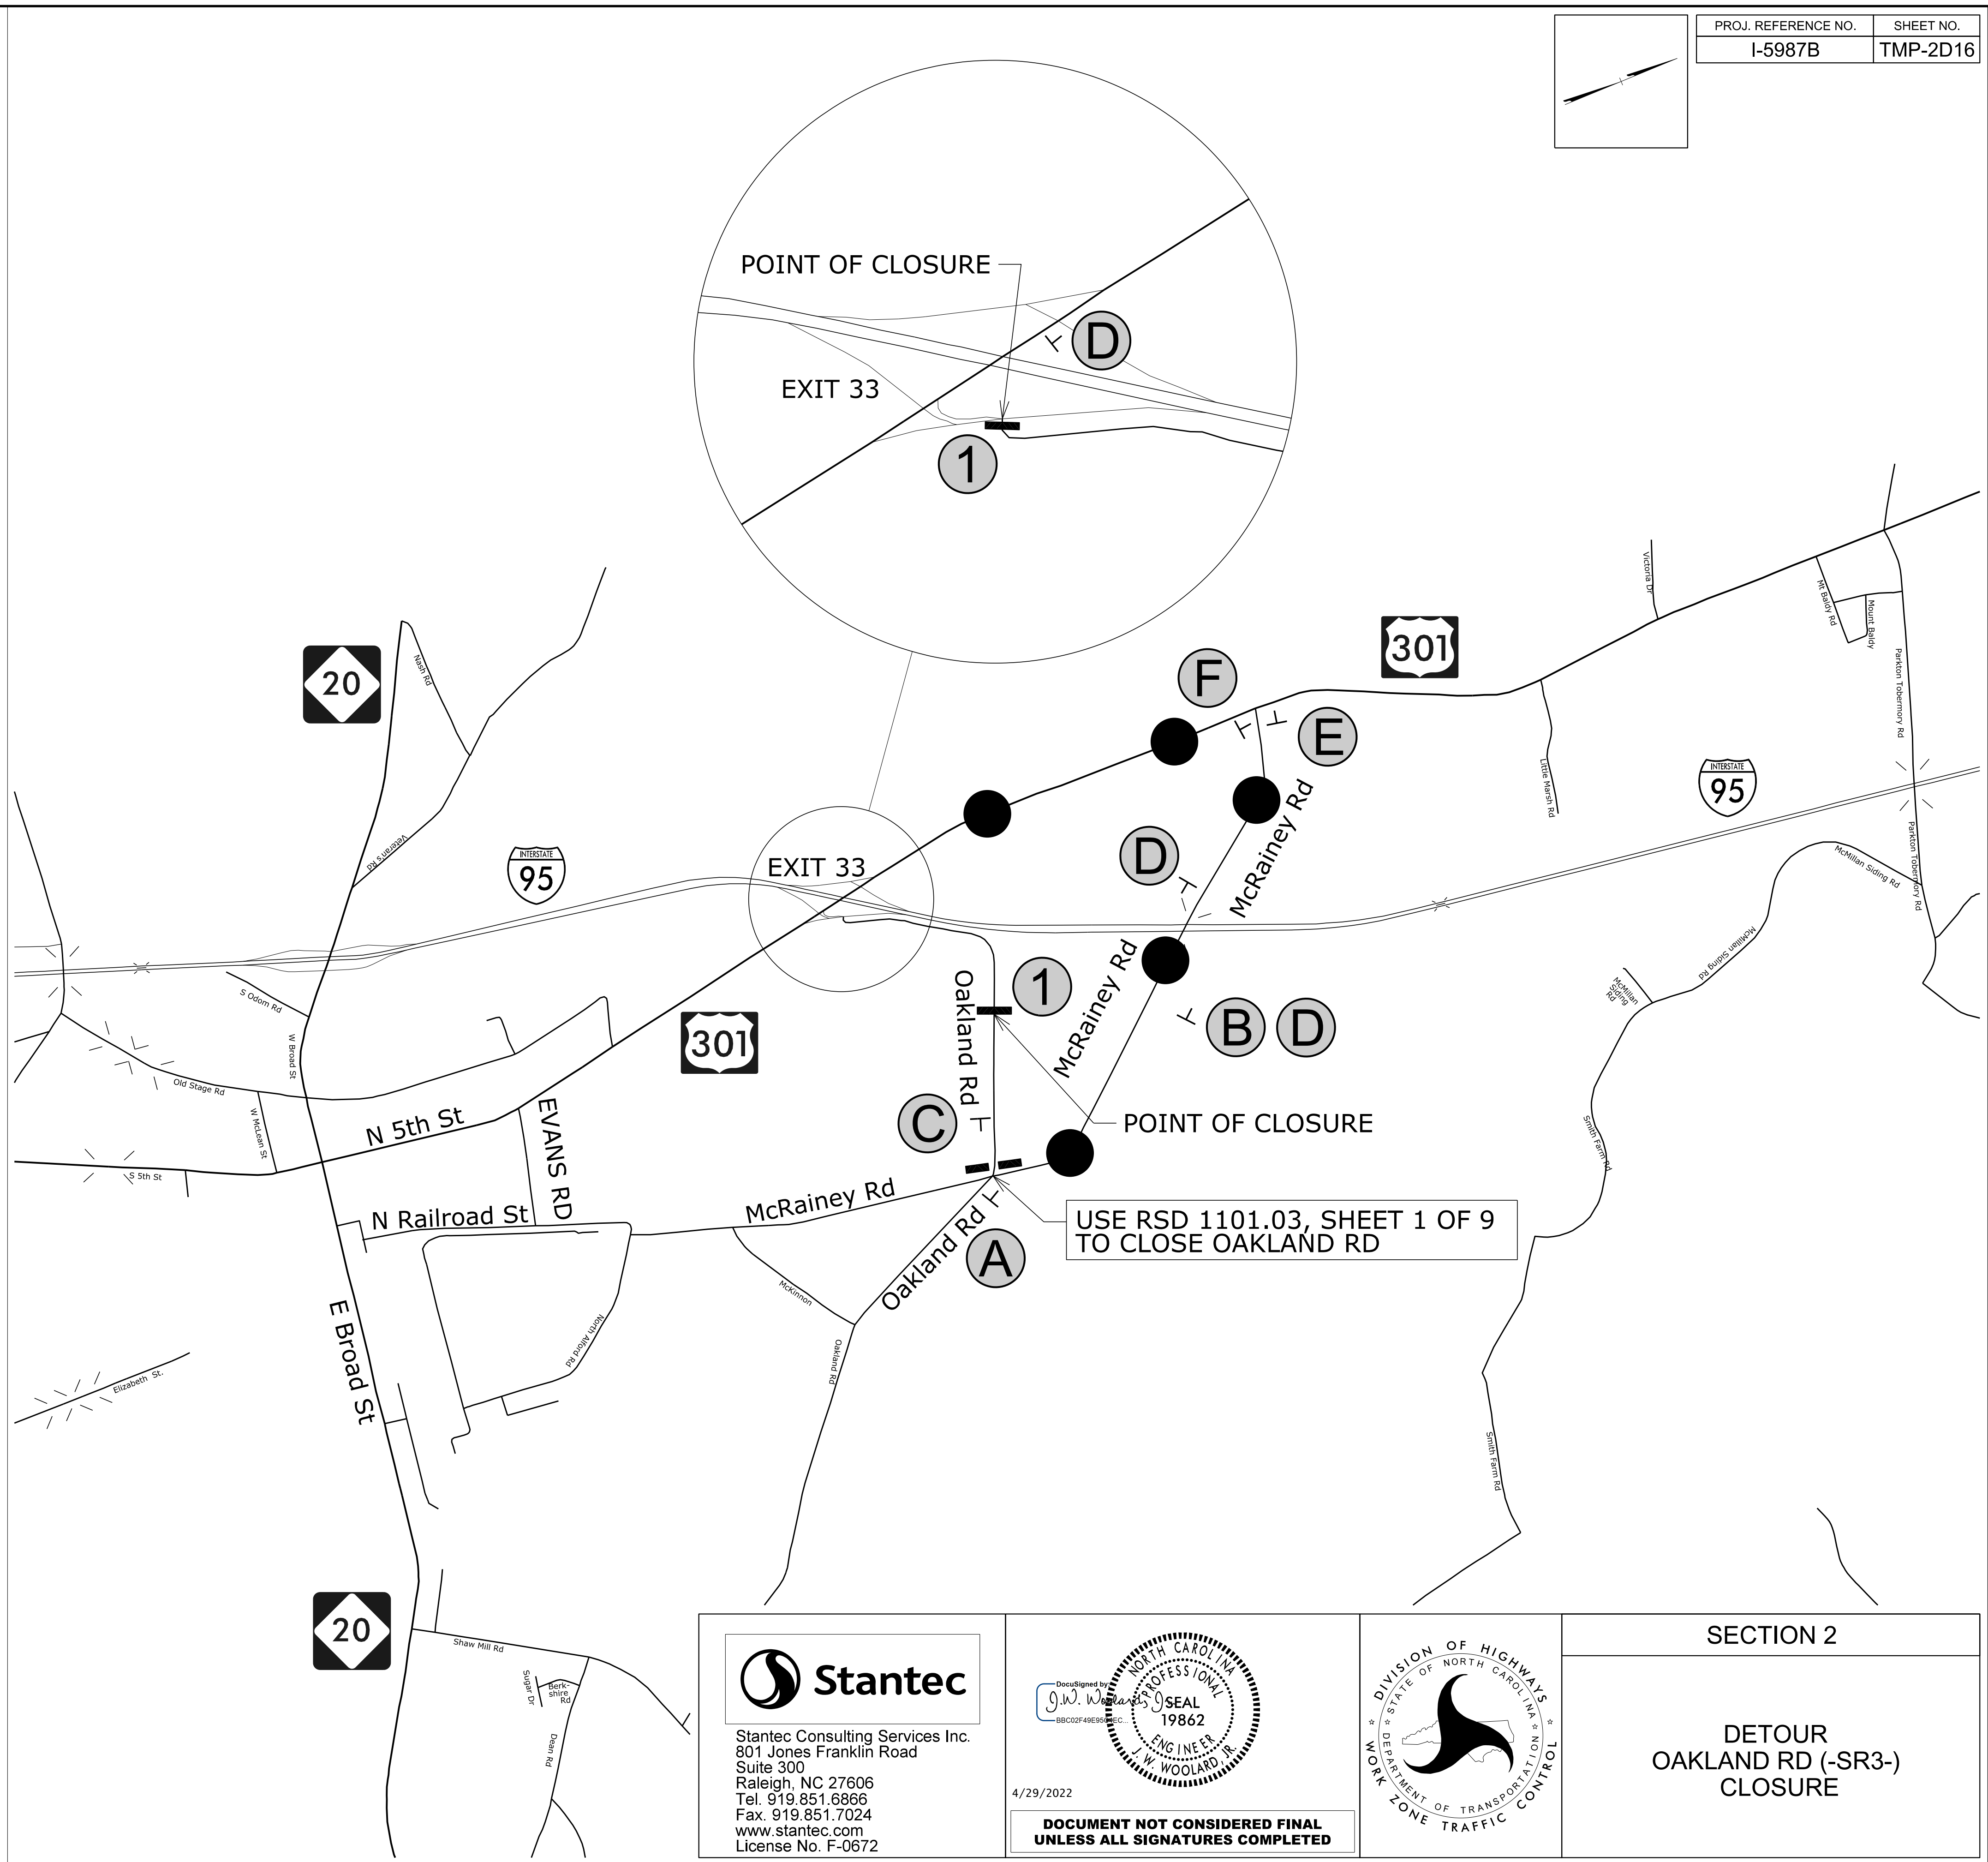 PROJ. REFERENCE NO.
SHEET NO.
I-5987B
TMP-2D16
POINT OF CLOSURE
D
EXIT 33
1
20
Nash Rd
Veteran's Rd
INTERSTATE
95
EXIT 33
F
E
301
Victoria Dr
Mt Baldy Rd
Mount Baldy
Parkton Tobermory Rd
Little Marsh Rd
INTERSTATE
95
Parkton Tobermory Rd
McMillan Siding Rd
McMillan Siding Rd
McMillan
Siding
Rd
D
McRainey Rd
McRainey Rd
Oakland Rd
1
B
D
301
S Odom Rd
W Broad St
Old Stage Rd
W McLean St
S 5th St
N 5th St
EVANS RD
N Railroad St
C
POINT OF CLOSURE
McRainey Rd
USE RSD 1101.03, SHEET 1 OF 9
TO CLOSE OAKLAND RD
A
Oakland Rd
McKinnon
Oakland Rd
North Alford Rd
E Broad St
Elizabeth St.
Smith Farm Rd
Smith Farm Rd
20
Shaw Mill Rd
Sugar Dr
Berk-
shire
Rd
Dean Rd
Stantec
Stantec Consulting Services Inc.
801 Jones Franklin Road
Suite 300
Raleigh, NC 27606
Tel. 919.851.6866
Fax. 919.851.7024
www.stantec.com
License No. F-0672
DocuSigned by:
J.W. Woolard, J
NORTH CAROLINA
PROFESSIONAL
SEAL
19862
ENGINEER
J. W. WOOLARD, JR.
4/29/2022
DOCUMENT NOT CONSIDERED FINAL
UNLESS ALL SIGNATURES COMPLETED
DIVISION OF HIGHWAYS
STATE OF NORTH CAROLINA
DEPARTMENT OF TRANSPORTATION
WORK ZONE TRAFFIC CONTROL
SECTION 2
DETOUR
OAKLAND RD (-SR3-)
CLOSURE